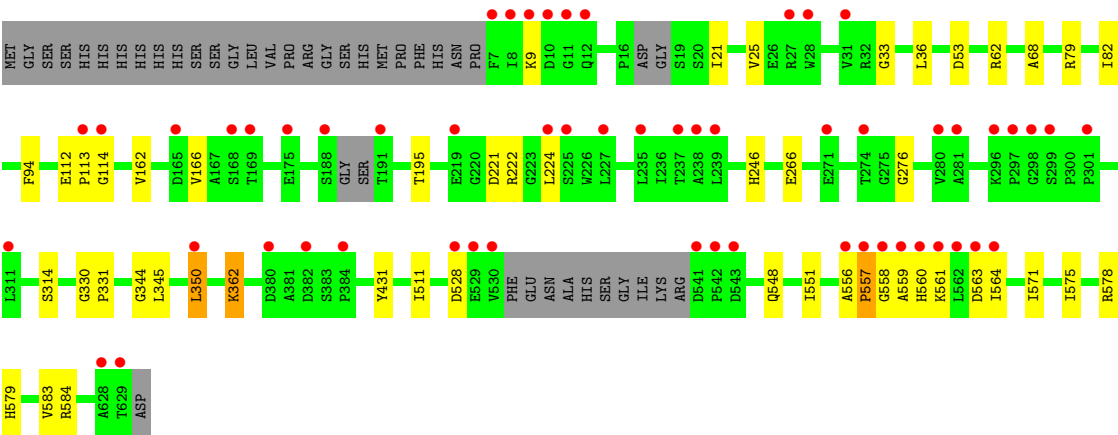 MET GLY SER SER HIS HIS HIS HIS HIS HIS SER SER GLY LEU VAL PRO ARG GLY SER HIS MET PRO PHE HIS ASN PRO F7 I8 K9 D10 G11 Q12 P16 ASP GLY S19 S20 I21 V25 E26 R27 W28 V31 R32 G33 L36 D53 R62 A68 R79 I82
F94 E112 P113 G114 V162 D165 V166 A167 S168 T169 E175 S188 GLY SER T191 T195 E219 G220 D221 R222 G223 L224 S225 W226 L227 L235 I236 T237 A238 L239 H246 E266 E271 T274 G275 G276 V280 A281 K296 P297 G298 S299 P300 P301
L311 S314 G330 P331 G344 L345 L350 K362 D380 A381 D382 S383 P384 Y431 I511 D528 E529 V530 PHE GLU ASN ALA HIS SER GLY ILE LYS ARG D541 P542 D543 Q548 I551 A556 P557 G558 A559 H560 K561 L562 D563 I564 I571 I575 R578
H579 V583 R584 A628 T629 ASP